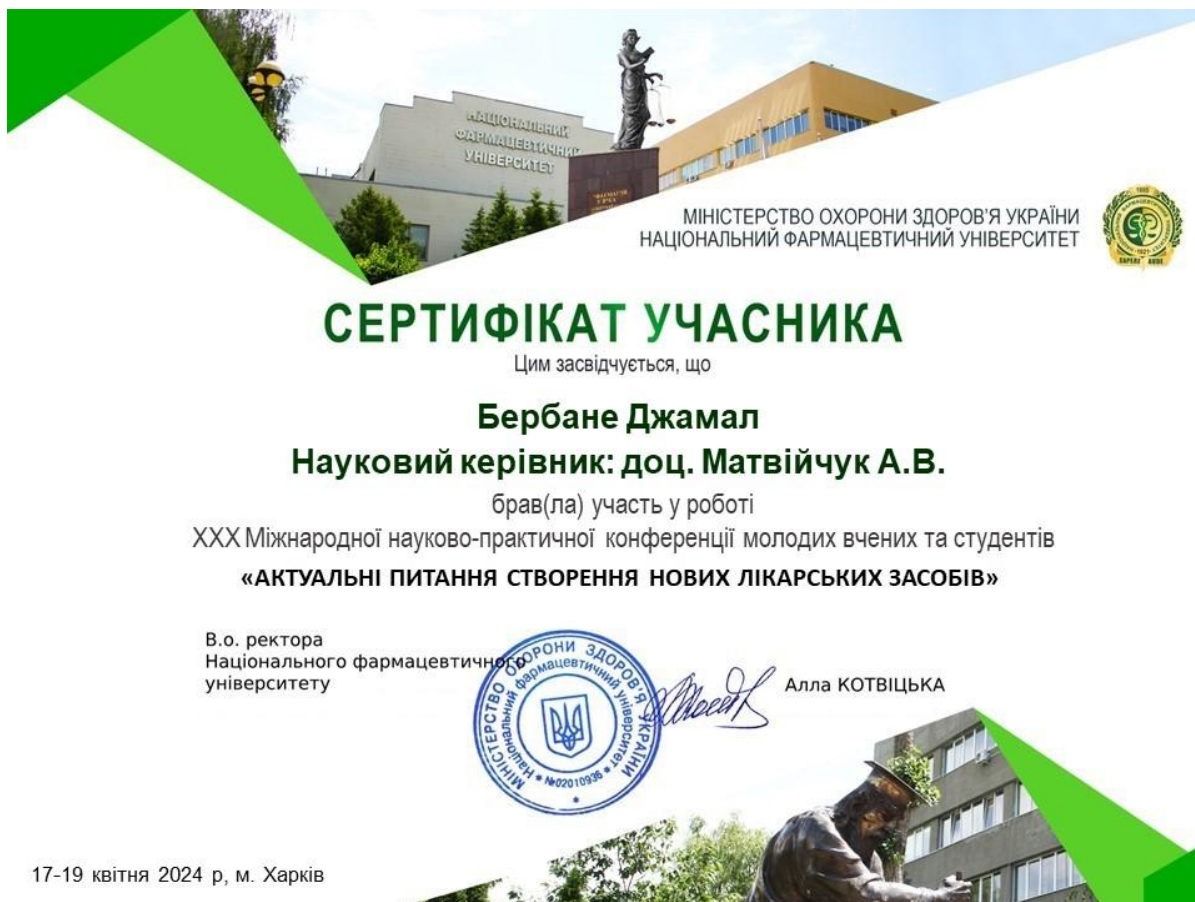 НАЦІОНАЛЬНИЙ
ФАРМАЦЕВТИЧНИЙ
УНІВЕРСИТЕТ
МІНІСТЕРСТВО ОХОРОНИ ЗДОРОВ'Я УКРАЇНИ
НАЦІОНАЛЬНИЙ ФАРМАЦЕВТИЧНИЙ УНІВЕРСИТЕТ
SAPERE AUDE
СЕРТИФІКАТ УЧАСНИКА
Цим засвідчується, що
Бербане Джамал
Науковий керівник: доц. Матвійчук А.В.
брав(ла) участь у роботі
XXX Міжнародної науково-практичної конференції молодих вчених та студентів
«АКТУАЛЬНІ ПИТАННЯ СТВОРЕННЯ НОВИХ ЛІКАРСЬКИХ ЗАСОБІВ»
В.о. ректора
Національного фармацевтичного
університету
МІНІСТЕРСТВО ОХОРОНИ ЗДОРОВ'Я УКРАЇНИ
Національний фармацевтичний університет
№02010936
Алла КОТВІЦЬКА
17-19 квітня 2024 р, м. Харків